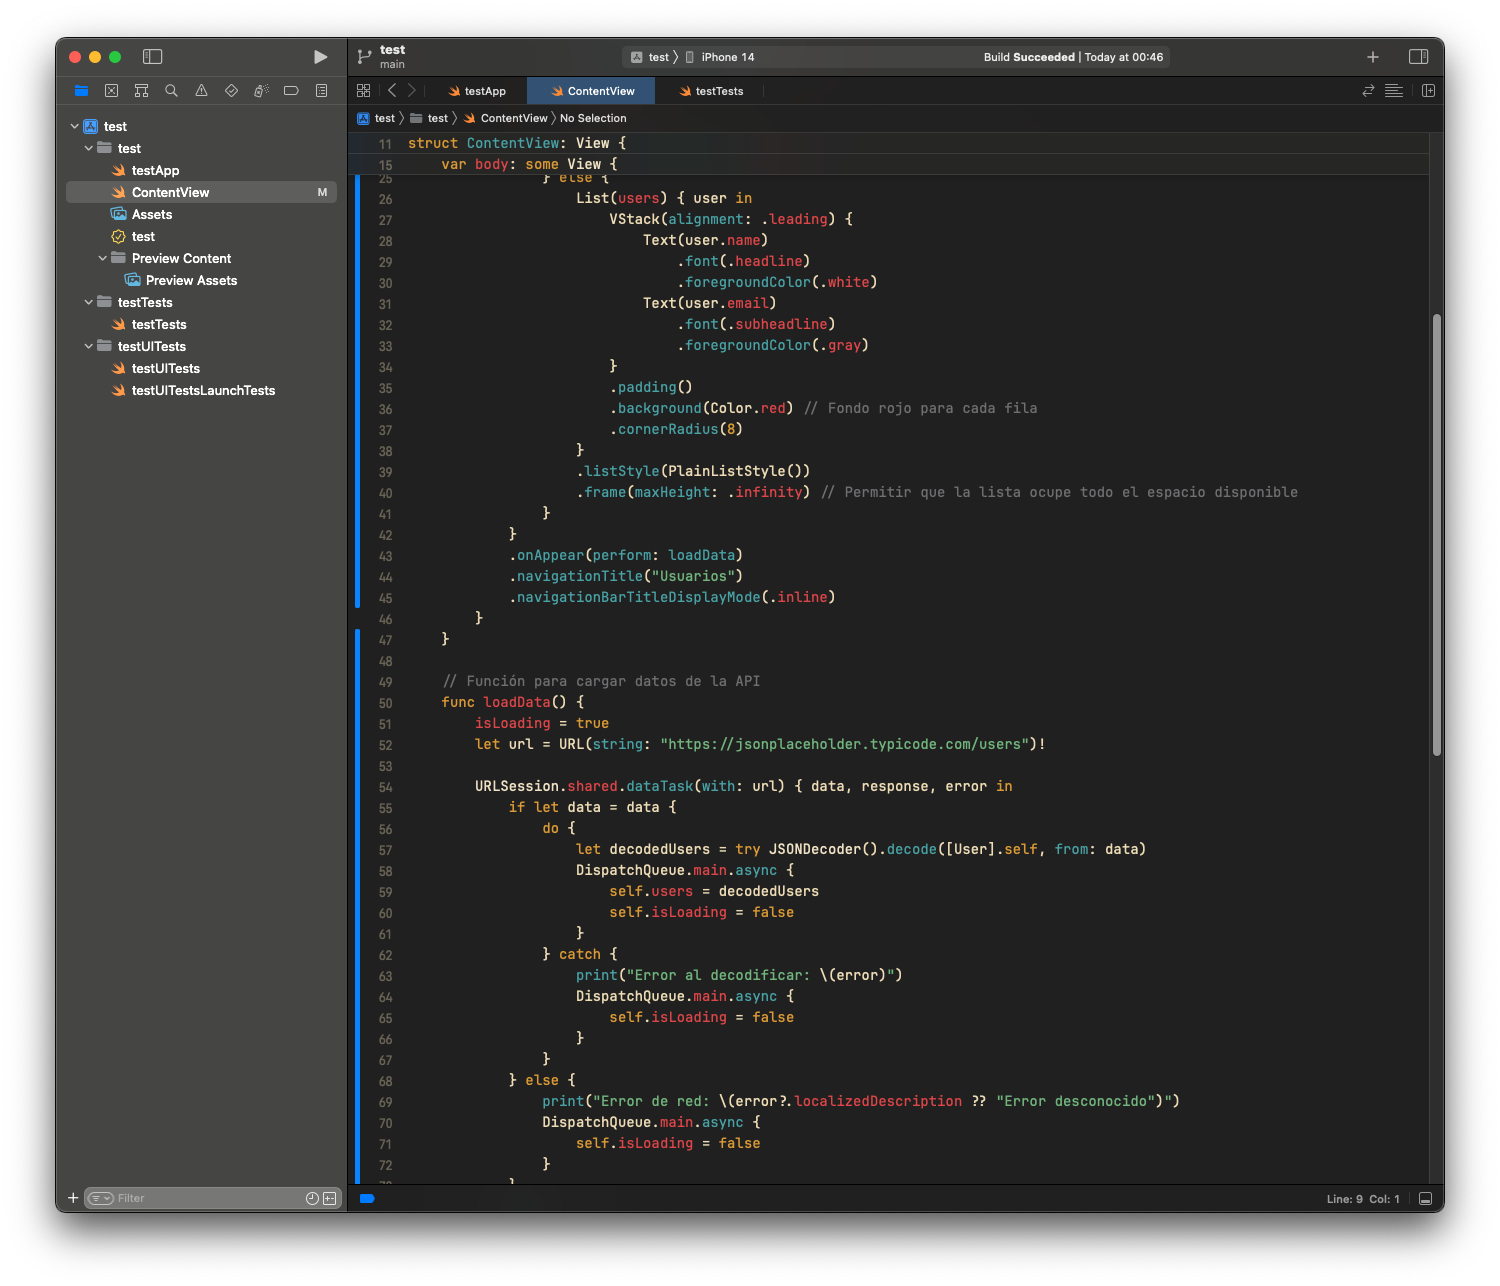 test
main
test 〉 iPhone 14
Build Succeeded | Today at 00:46
testApp
ContentView
testTests
test 〉 test 〉 ContentView 〉 No Selection
test
test
testApp
ContentView M
Assets
test
Preview Content
Preview Assets
testTests
testTests
testUITests
testUITests
testUITestsLaunchTests
Filter
11 struct ContentView: View {
15 var body: some View {
25 } else {
26 List(users) { user in
27 VStack(alignment: .leading) {
28 Text(user.name)
29 .font(.headline)
30 .foregroundColor(.white)
31 Text(user.email)
32 .font(.subheadline)
33 .foregroundColor(.gray)
34 }
35 .padding()
36 .background(Color.red) // Fondo rojo para cada fila
37 .cornerRadius(8)
38 }
39 .listStyle(PlainListStyle())
40 .frame(maxHeight: .infinity) // Permitir que la lista ocupe todo el espacio disponible
41 }
42 }
43 .onAppear(perform: loadData)
44 .navigationTitle("Usuarios")
45 .navigationBarTitleDisplayMode(.inline)
46 }
47 }
48
49 // Función para cargar datos de la API
50 func loadData() {
51 isLoading = true
52 let url = URL(string: "https://jsonplaceholder.typicode.com/users")!
53
54 URLSession.shared.dataTask(with: url) { data, response, error in
55 if let data = data {
56 do {
57 let decodedUsers = try JSONDecoder().decode([User].self, from: data)
58 DispatchQueue.main.async {
59 self.users = decodedUsers
60 self.isLoading = false
61 }
62 } catch {
63 print("Error al decodificar: \(error)")
64 DispatchQueue.main.async {
65 self.isLoading = false
66 }
67 }
68 } else {
69 print("Error de red: \(error?.localizedDescription ?? "Error desconocido")")
70 DispatchQueue.main.async {
71 self.isLoading = false
72 }
Line: 9 Col: 1